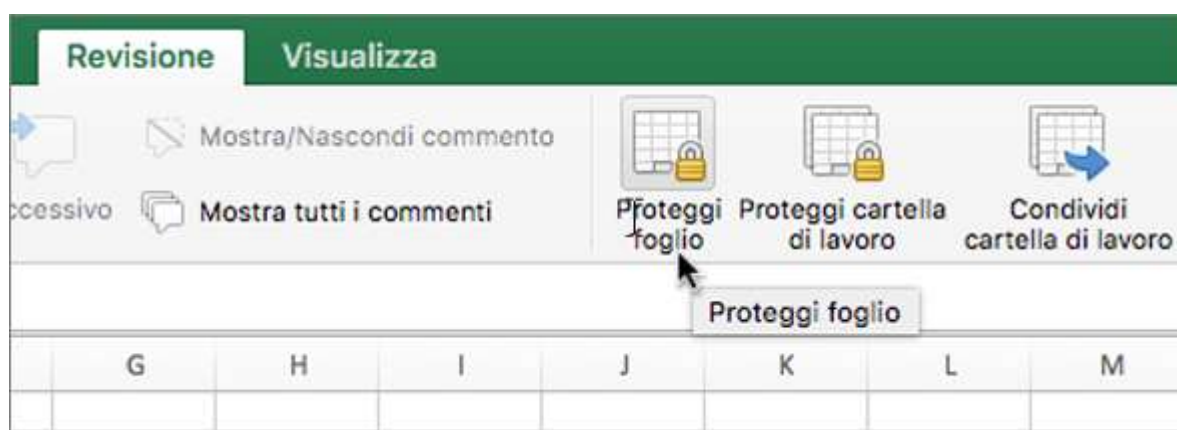 Revisione Visualizza
Mostra/Nascondi commento
ccessivo Mostra tutti i commenti
Proteggi foglio
Proteggi cartella di lavoro
Condividi cartella di lavoro
Proteggi foglio
G H I J K L M